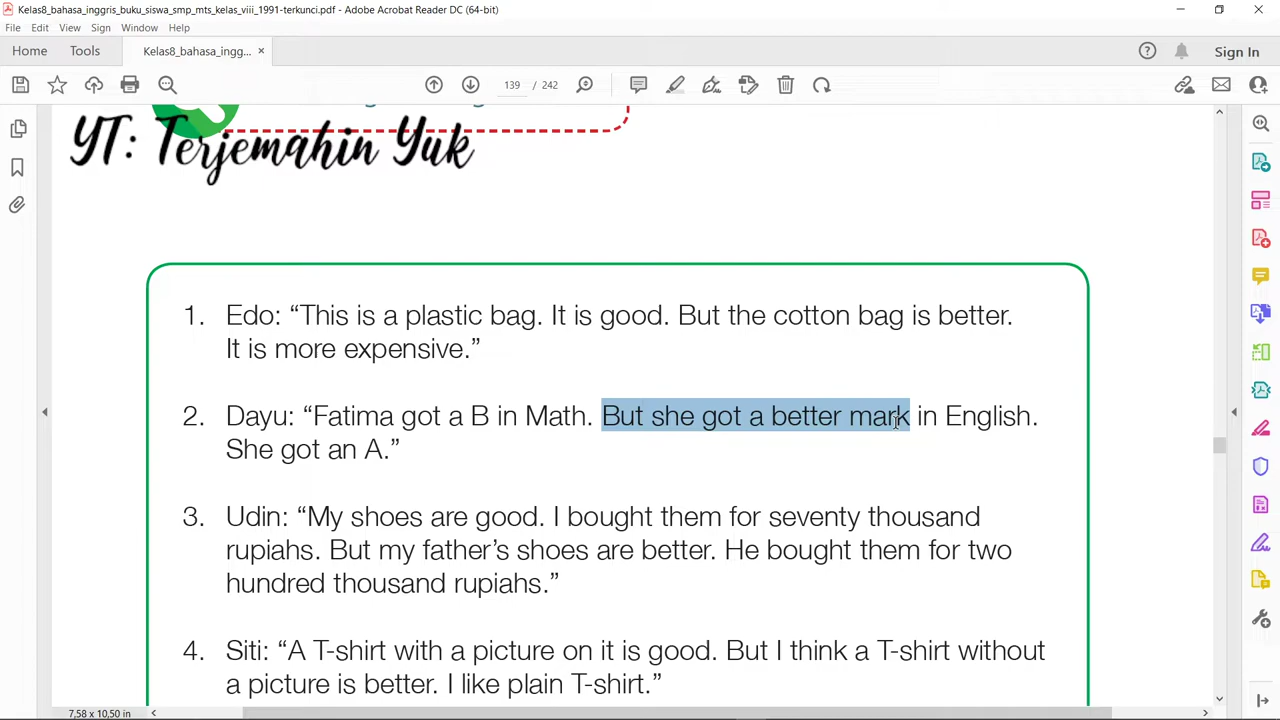 Kelas8_bahasa_inggris_buku_siswa_smp_mts_kelas_viii_1991-terkunci.pdf - Adobe Acrobat Reader DC (64-bit)
File Edit View Sign Window Help
Home Tools Kelas8_bahasa_ingg... × Sign In
139 / 242
YT: Terjemahin Yuk
1. Edo: “This is a plastic bag. It is good. But the cotton bag is better.
It is more expensive.”
2. Dayu: “Fatima got a B in Math. But she got a better mark in English.
She got an A.”
3. Udin: “My shoes are good. I bought them for seventy thousand
rupiahs. But my father’s shoes are better. He bought them for two
hundred thousand rupiahs.”
4. Siti: “A T-shirt with a picture on it is good. But I think a T-shirt without
a picture is better. I like plain T-shirt.”
7,58 x 10,50 in